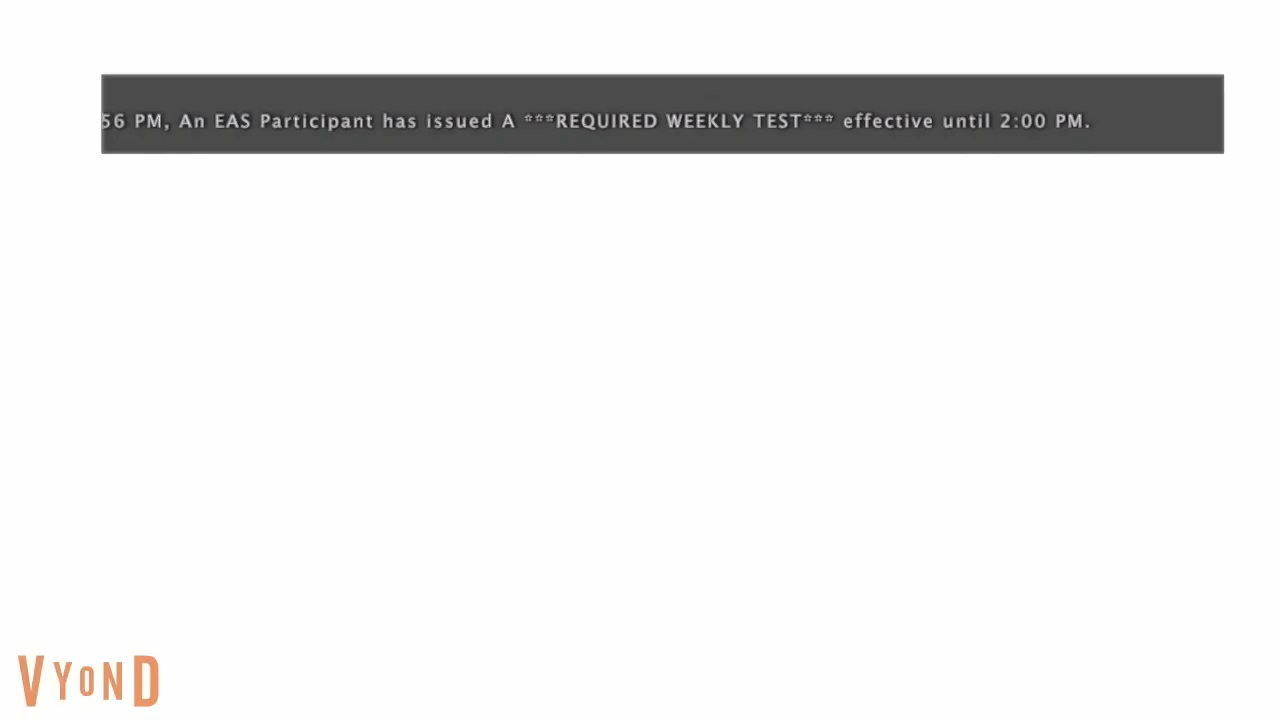 56 PM, An EAS Participant has issued A ***REQUIRED WEEKLY TEST*** effective until 2:00 PM.
VYOND